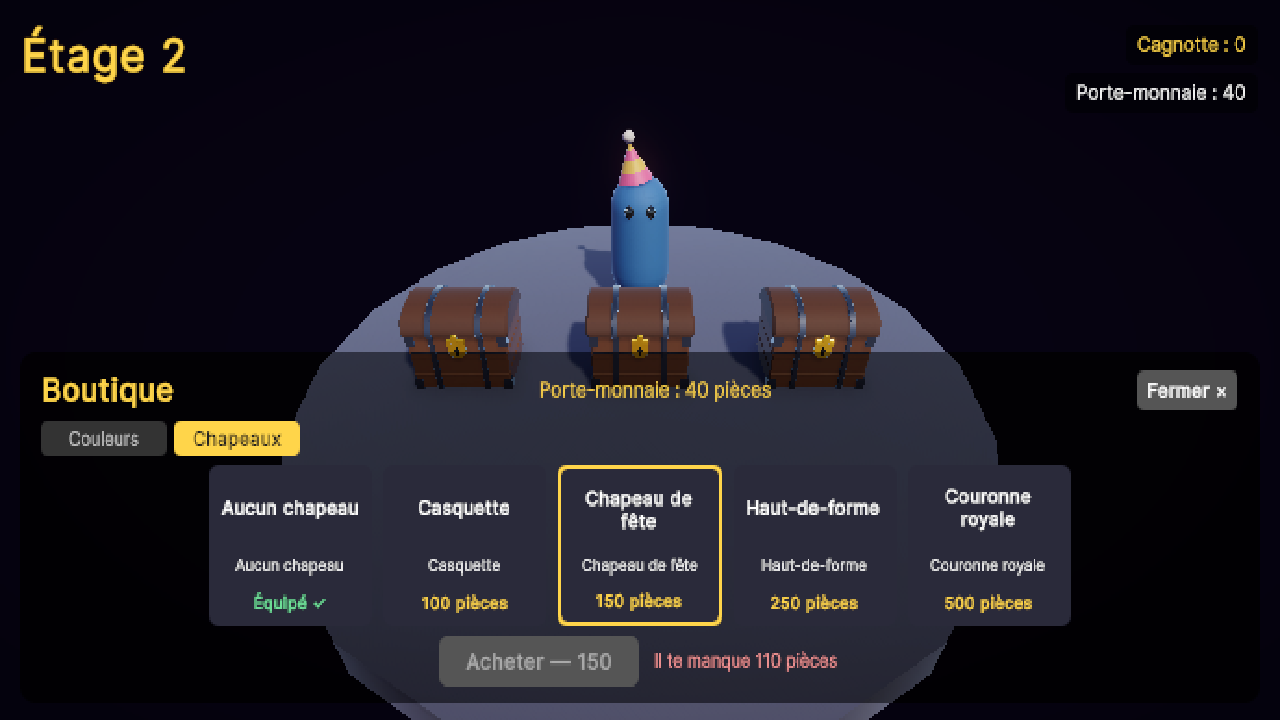 Étage 2
Cagnotte : 0
Porte-monnaie : 40
Boutique
Porte-monnaie : 40 pièces
Fermer ×
Couleurs
Chapeaux
Aucun chapeau
Aucun chapeau
Équipé ✓
Casquette
Casquette
100 pièces
Chapeau de
fête
Chapeau de fête
150 pièces
Haut-de-forme
Haut-de-forme
250 pièces
Couronne
royale
Couronne royale
500 pièces
Acheter — 150
Il te manque 110 pièces